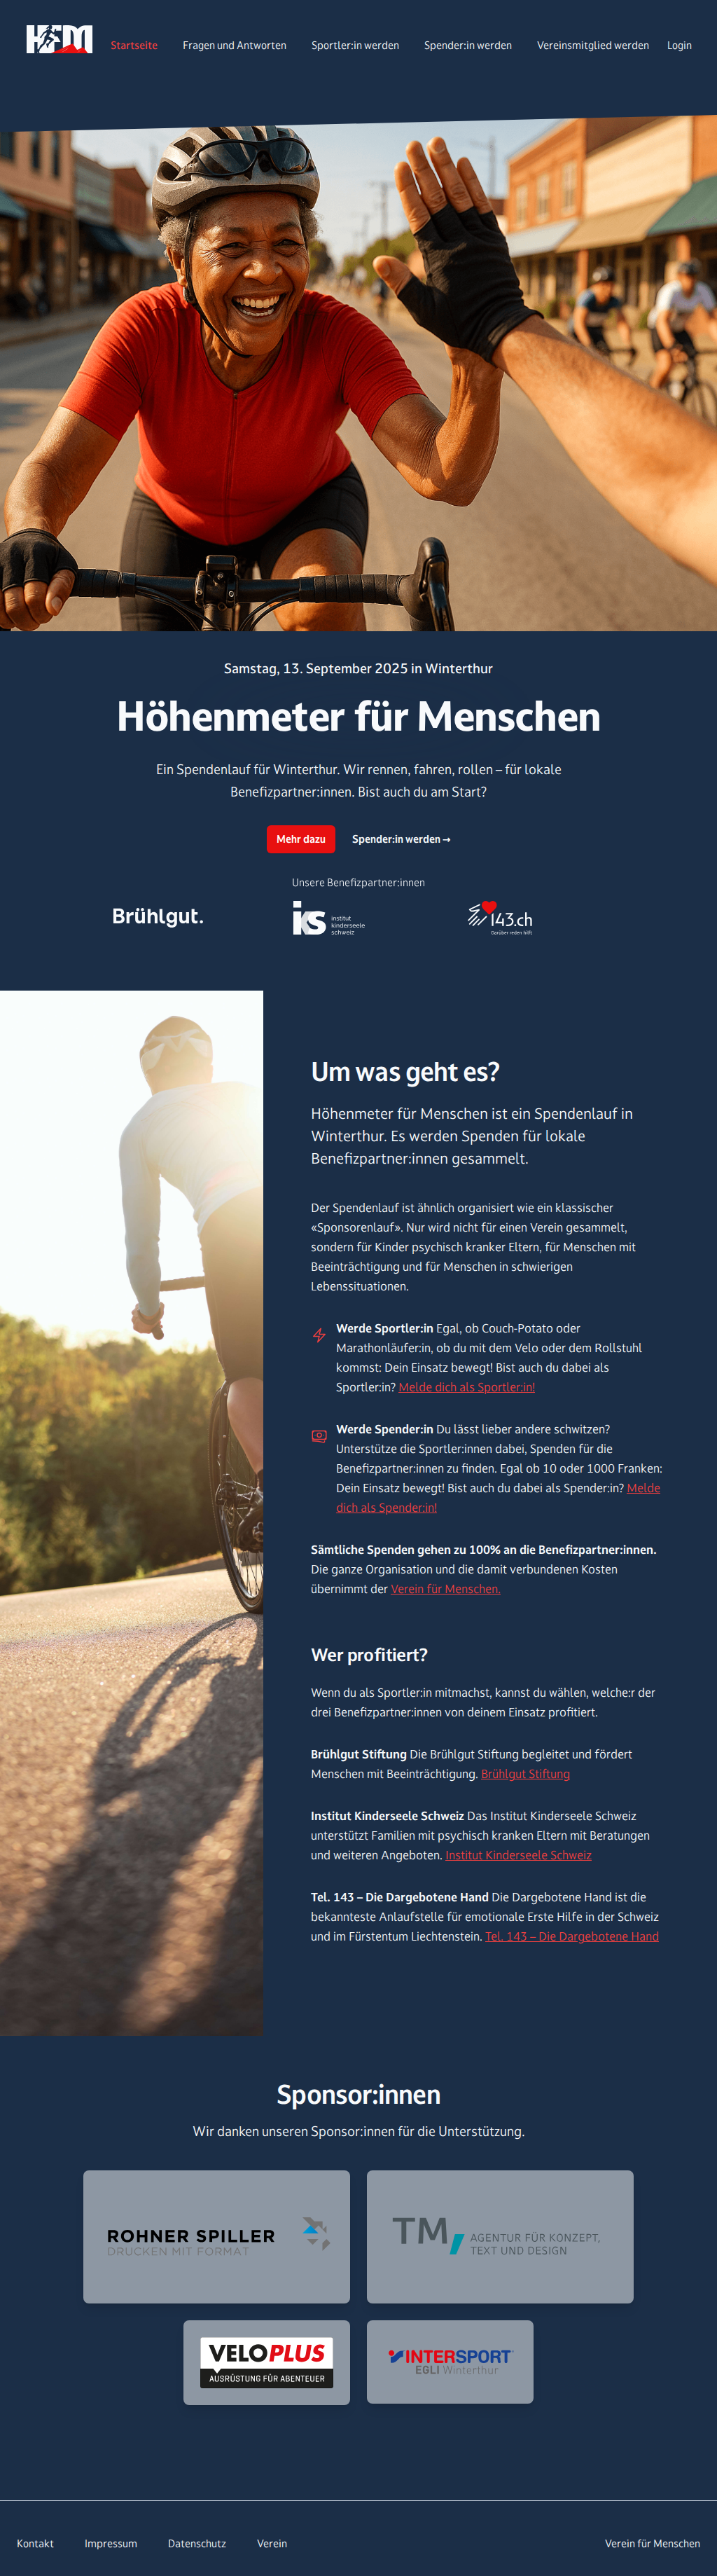 HFM
Startseite
Fragen und Antworten
Sportler:in werden
Spender:in werden
Vereinsmitglied werden
Login
Samstag, 13. September 2025 in Winterthur
Höhenmeter für Menschen
Ein Spendenlauf für Winterthur. Wir rennen, fahren, rollen – für lokale
Benefizpartner:innen. Bist auch du am Start?
Mehr dazu
Spender:in werden →
Unsere Benefizpartner:innen
Brühlgut.
iks institut
kinderseele
schweiz
143.ch
Darüber reden hilft
Um was geht es?
Höhenmeter für Menschen ist ein Spendenlauf in
Winterthur. Es werden Spenden für lokale
Benefizpartner:innen gesammelt.
Der Spendenlauf ist ähnlich organisiert wie ein klassischer
«Sponsorenlauf». Nur wird nicht für einen Verein gesammelt,
sondern für Kinder psychisch kranker Eltern, für Menschen mit
Beeinträchtigung und für Menschen in schwierigen
Lebenssituationen.
Werde Sportler:in Egal, ob Couch-Potato oder
Marathonläufer:in, ob du mit dem Velo oder dem Rollstuhl
kommst: Dein Einsatz bewegt! Bist auch du dabei als
Sportler:in? Melde dich als Sportler:in!
Werde Spender:in Du lässt lieber andere schwitzen?
Unterstütze die Sportler:innen dabei, Spenden für die
Benefizpartner:innen zu finden. Egal ob 10 oder 1000 Franken:
Dein Einsatz bewegt! Bist auch du dabei als Spender:in? Melde
dich als Spender:in!
Sämtliche Spenden gehen zu 100% an die Benefizpartner:innen.
Die ganze Organisation und die damit verbundenen Kosten
übernimmt der Verein für Menschen.
Wer profitiert?
Wenn du als Sportler:in mitmachst, kannst du wählen, welche:r der
drei Benefizpartner:innen von deinem Einsatz profitiert.
Brühlgut Stiftung Die Brühlgut Stiftung begleitet und fördert
Menschen mit Beeinträchtigung. Brühlgut Stiftung
Institut Kinderseele Schweiz Das Institut Kinderseele Schweiz
unterstützt Familien mit psychisch kranken Eltern mit Beratungen
und weiteren Angeboten. Institut Kinderseele Schweiz
Tel. 143 – Die Dargebotene Hand Die Dargebotene Hand ist die
bekannteste Anlaufstelle für emotionale Erste Hilfe in der Schweiz
und im Fürstentum Liechtenstein. Tel. 143 – Die Dargebotene Hand
Sponsor:innen
Wir danken unseren Sponsor:innen für die Unterstützung.
ROHNER SPILLER
DRUCKEN MIT FORMAT
TM, AGENTUR FÜR KONZEPT,
TEXT UND DESIGN
VELOPLUS
AUSRÜSTUNG FÜR ABENTEUER
INTERSPORT
EGLI Winterthur
Kontakt
Impressum
Datenschutz
Verein
Verein für Menschen